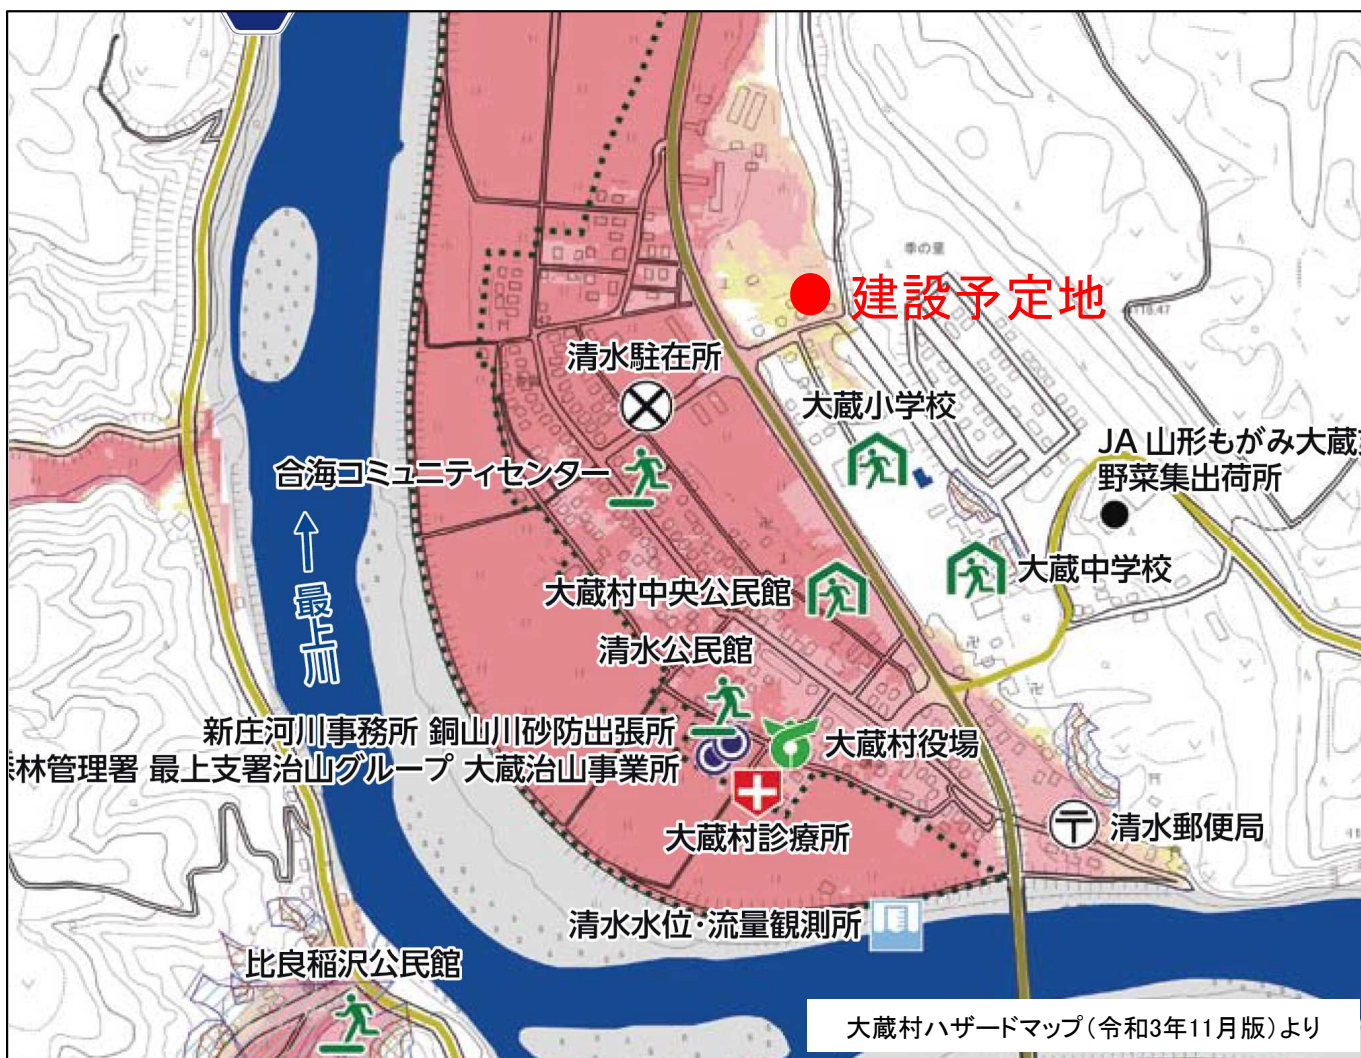 季の里
建設予定地
118.47
清水駐在所
大蔵小学校
JA 山形もがみ大蔵
野菜集出荷所
合海コミュニティセンター
大蔵中学校
大蔵村中央公民館
最上川
清水公民館
新庄河川事務所 銅山川砂防出張所
大蔵村役場
林管理署 最上支署治山グループ 大蔵治山事業所
大蔵村診療所
清水郵便局
清水水位・流量観測所
比良稲沢公民館
大蔵村ハザードマップ（令和3年11月版）より